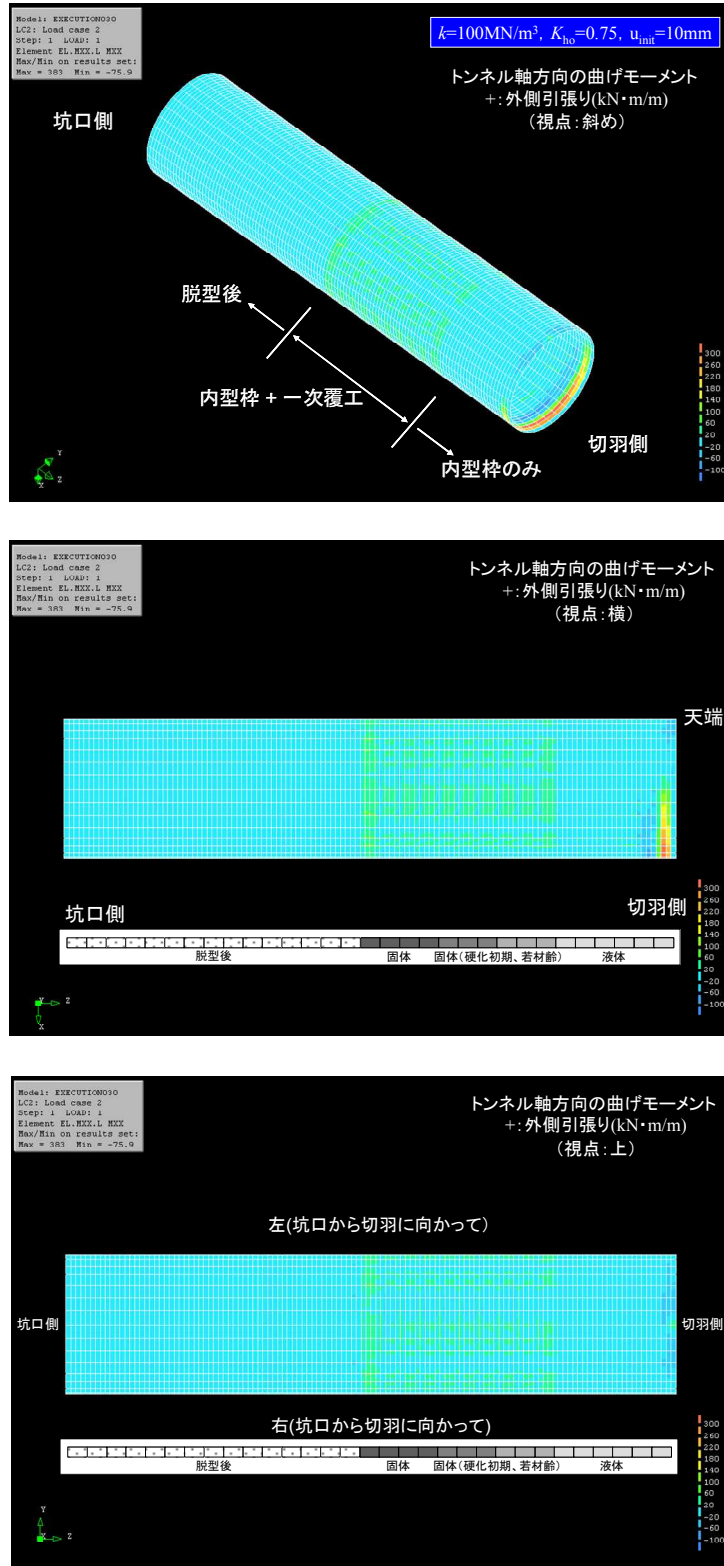 Model: EXECUTION030
LC2: Load case 2
Step: 1 LOAD: 1
Element EL.MXX.L MXX
Max/Min on results set:
Max = 383 Min = -75.9
k=100MN/m³, Kho=0.75, uinit=10mm
トンネル軸方向の曲げモーメント
+:外側引張り(kN・m/m)
(視点:斜め)
坑口側
脱型後
内型枠 + 一次覆工
内型枠のみ
切羽側
300
260
220
180
140
100
60
20
-20
-60
-100
Y
X Z
Model: EXECUTION030
LC2: Load case 2
Step: 1 LOAD: 1
Element EL.MXX.L MXX
Max/Min on results set:
Max = 383 Min = -75.9
トンネル軸方向の曲げモーメント
+:外側引張り(kN・m/m)
(視点:横)
天端
坑口側
切羽側
脱型後 固体 固体(硬化初期、若材齢) 液体
300
260
220
180
140
100
60
20
-20
-60
-100
Y Z
X
Model: EXECUTION030
LC2: Load case 2
Step: 1 LOAD: 1
Element EL.MXX.L MXX
Max/Min on results set:
Max = 383 Min = -75.9
トンネル軸方向の曲げモーメント
+:外側引張り(kN・m/m)
(視点:上)
左(坑口から切羽に向かって)
坑口側
切羽側
右(坑口から切羽に向かって)
脱型後 固体 固体(硬化初期、若材齢) 液体
300
260
220
180
140
100
60
20
-20
-60
-100
Y
X Z